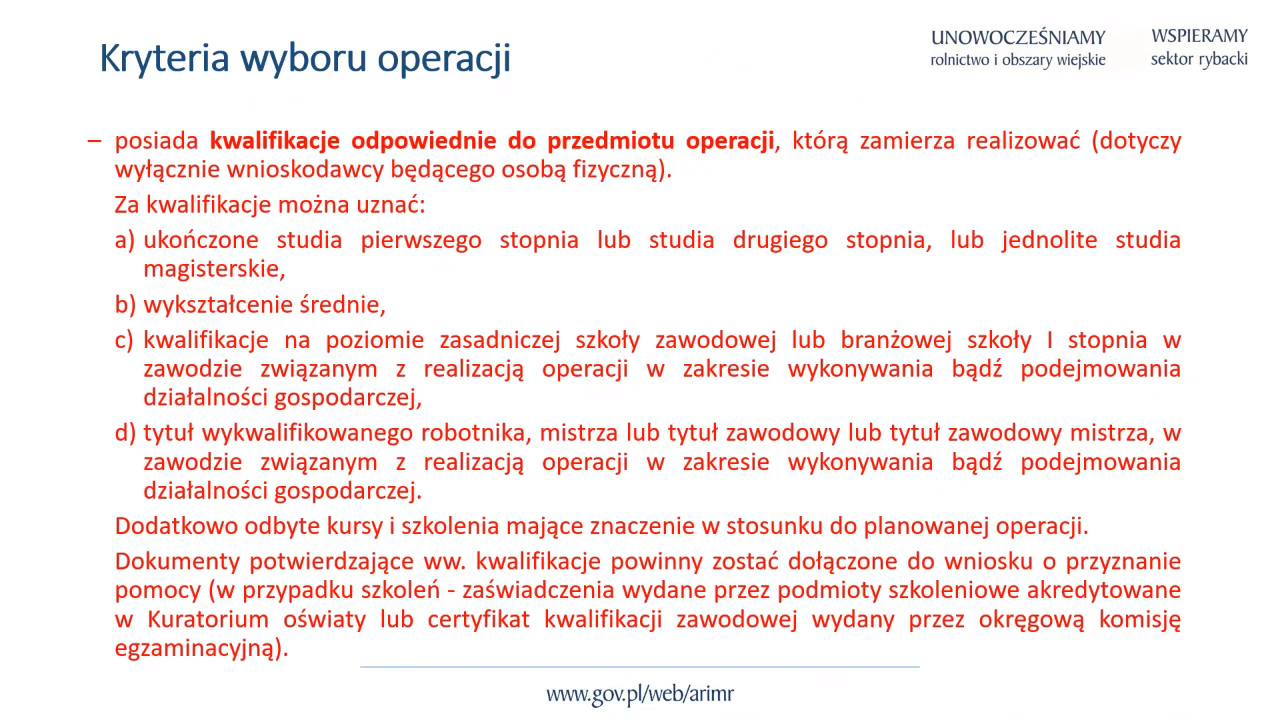 Kryteria wyboru operacji
UNOWOCZEŚNIAMY
rolnictwo i obszary wiejskie
WSPIERAMY
sektor rybacki
– posiada kwalifikacje odpowiednie do przedmiotu operacji, którą zamierza realizować (dotyczy
wyłącznie wnioskodawcy będącego osobą fizyczną).
Za kwalifikacje można uznać:
a) ukończone studia pierwszego stopnia lub studia drugiego stopnia, lub jednolite studia
magisterskie,
b) wykształcenie średnie,
c) kwalifikacje na poziomie zasadniczej szkoły zawodowej lub branżowej szkoły I stopnia w
zawodzie związanym z realizacją operacji w zakresie wykonywania bądź podejmowania
działalności gospodarczej,
d) tytuł wykwalifikowanego robotnika, mistrza lub tytuł zawodowy lub tytuł zawodowy mistrza, w
zawodzie związanym z realizacją operacji w zakresie wykonywania bądź podejmowania
działalności gospodarczej.
Dodatkowo odbyte kursy i szkolenia mające znaczenie w stosunku do planowanej operacji.
Dokumenty potwierdzające ww. kwalifikacje powinny zostać dołączone do wniosku o przyznanie
pomocy (w przypadku szkoleń - zaświadczenia wydane przez podmioty szkoleniowe akredytowane
w Kuratorium oświaty lub certyfikat kwalifikacji zawodowej wydany przez okręgową komisję
egzaminacyjną).
www.gov.pl/web/arimr